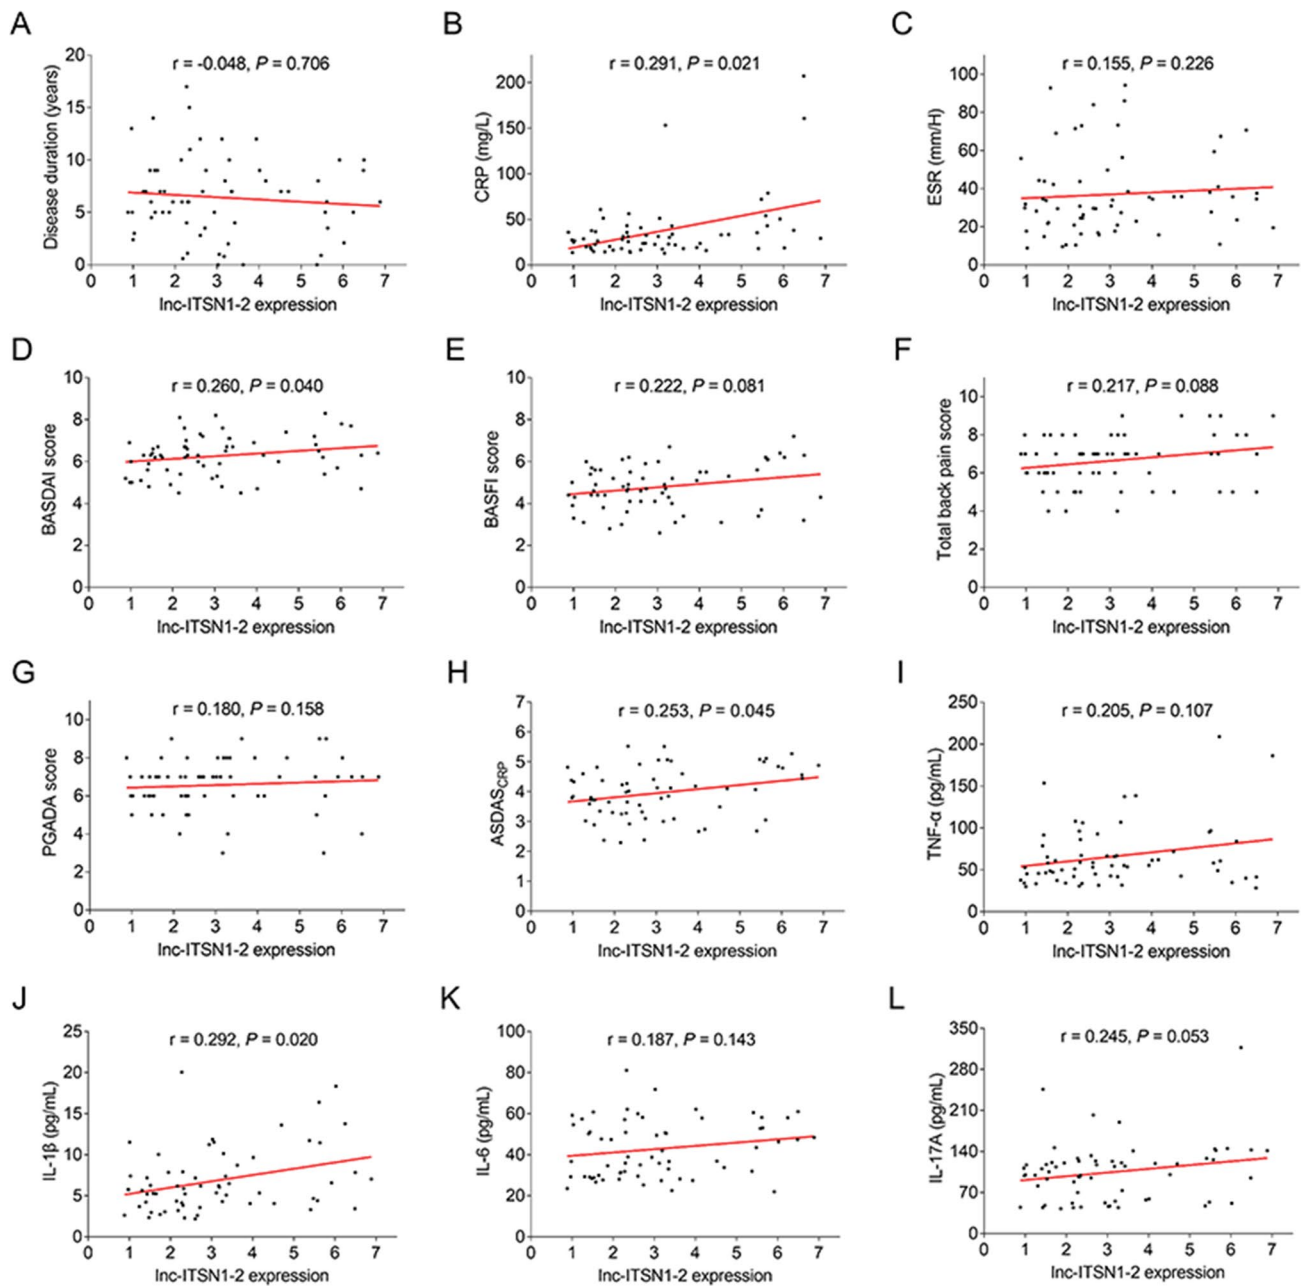 A
r = -0.048, P = 0.706
Disease duration (years)
20
15
10
5
0
0 1 2 3 4 5 6 7
lnc-ITSN1-2 expression
B
r = 0.291, P = 0.021
CRP (mg/L)
200
150
100
50
0
0 1 2 3 4 5 6 7
lnc-ITSN1-2 expression
C
r = 0.155, P = 0.226
ESR (mm/H)
100
80
60
40
20
0
0 1 2 3 4 5 6 7
lnc-ITSN1-2 expression
D
r = 0.260, P = 0.040
BASDAI score
10
8
6
4
2
0
0 1 2 3 4 5 6 7
lnc-ITSN1-2 expression
E
r = 0.222, P = 0.081
BASFI score
10
8
6
4
2
0
0 1 2 3 4 5 6 7
lnc-ITSN1-2 expression
F
r = 0.217, P = 0.088
Total back pain score
10
8
6
4
2
0
0 1 2 3 4 5 6 7
lnc-ITSN1-2 expression
G
r = 0.180, P = 0.158
PGADA score
10
8
6
4
2
0
0 1 2 3 4 5 6 7
lnc-ITSN1-2 expression
H
r = 0.253, P = 0.045
ASDASCRP
7
6
5
4
3
2
1
0
0 1 2 3 4 5 6 7
lnc-ITSN1-2 expression
I
r = 0.205, P = 0.107
TNF-α (pg/mL)
250
200
150
100
50
0
0 1 2 3 4 5 6 7
lnc-ITSN1-2 expression
J
r = 0.292, P = 0.020
IL-1β (pg/mL)
25
20
15
10
5
0
0 1 2 3 4 5 6 7
lnc-ITSN1-2 expression
K
r = 0.187, P = 0.143
IL-6 (pg/mL)
100
80
60
40
20
0
0 1 2 3 4 5 6 7
lnc-ITSN1-2 expression
L
r = 0.245, P = 0.053
IL-17A (pg/mL)
350
280
210
140
70
0
0 1 2 3 4 5 6 7
lnc-ITSN1-2 expression